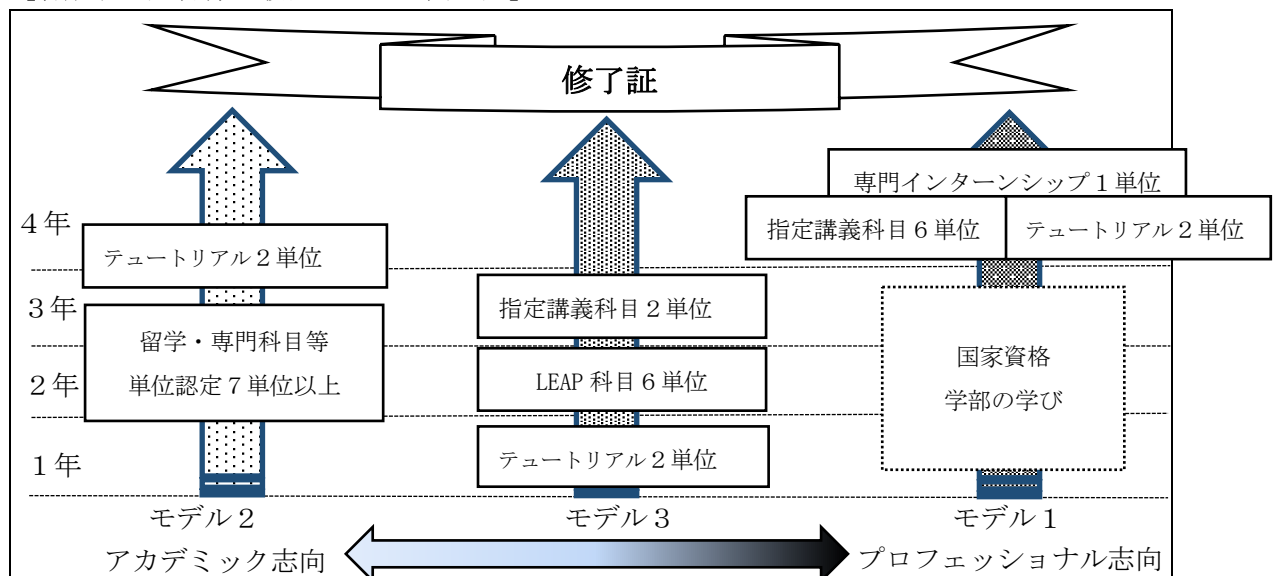 修了証
専門インターンシップ１単位
４年
指定講義科目６単位
テュートリアル２単位
テュートリアル２単位
３年
指定講義科目２単位
留学・専門科目等
単位認定７単位以上
国家資格
学部の学び
２年
LEAP 科目６単位
１年
テュートリアル２単位
モデル２
モデル３
モデル１
アカデミック志向
プロフェッショナル志向